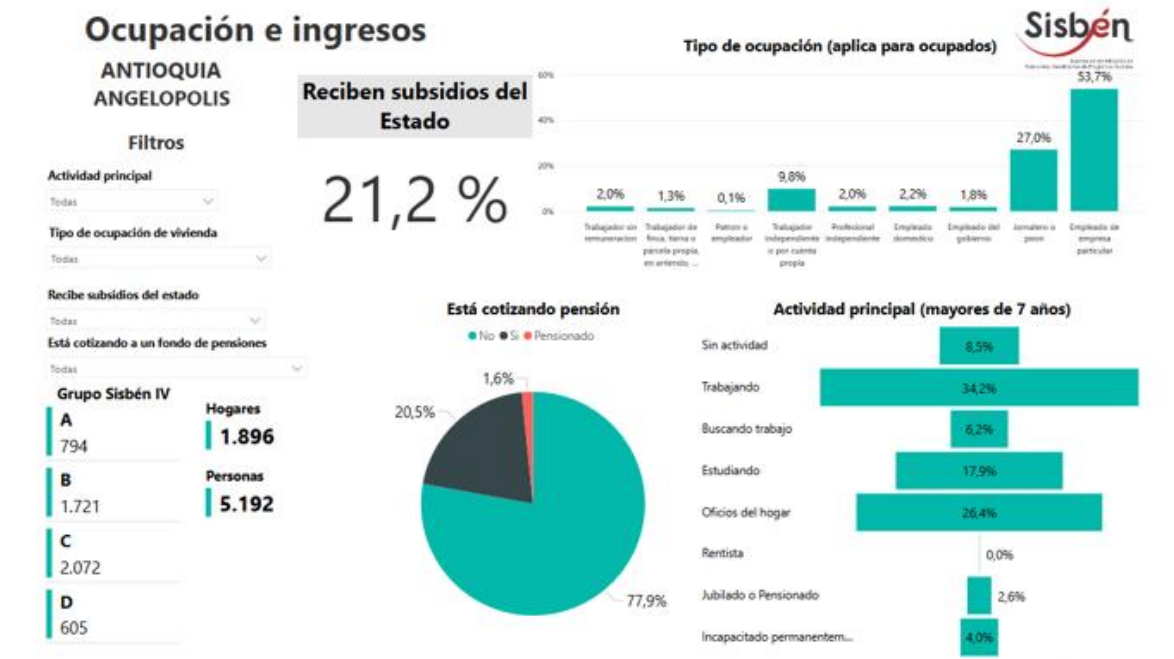 Ocupación e ingresos
ANTIOQUIA
ANGELOPOLIS
Filtros
Actividad principal
Todas
Tipo de ocupación de vivienda
Todas
Recibe subsidios del estado
Todas
Está cotizando a un fondo de pensiones
Todas
Grupo Sisbén IV
A
794
B
1.721
C
2.072
D
605
Hogares
1.896
Personas
5.192
Reciben subsidios del
Estado
21,2 %
Sisbén
Tipo de ocupación (aplica para ocupados)
60%
40%
20%
0%
2,0%
1,3%
0,1%
9,8%
2,0%
2,2%
1,8%
27,0%
53,7%
Trabajador sin
remuneracion
Trabajador de
finca, tierra o
parcela propia,
en arriendo, ...
Patron o
empleador
Trabajador
independiente
o por cuenta
propia
Profesional
independiente
Empleado
domestico
Empleado del
gobierno
Jornalero o
peon
Empleado de
empresa
particular
Está cotizando pensión
No Si Pensionado
1,6%
20,5%
77,9%
Actividad principal (mayores de 7 años)
Sin actividad 8,5%
Trabajando 34,2%
Buscando trabajo 6,2%
Estudiando 17,9%
Oficios del hogar 26,4%
Rentista 0,0%
Jubilado o Pensionado 2,6%
Incapacitado permanentem... 4,0%